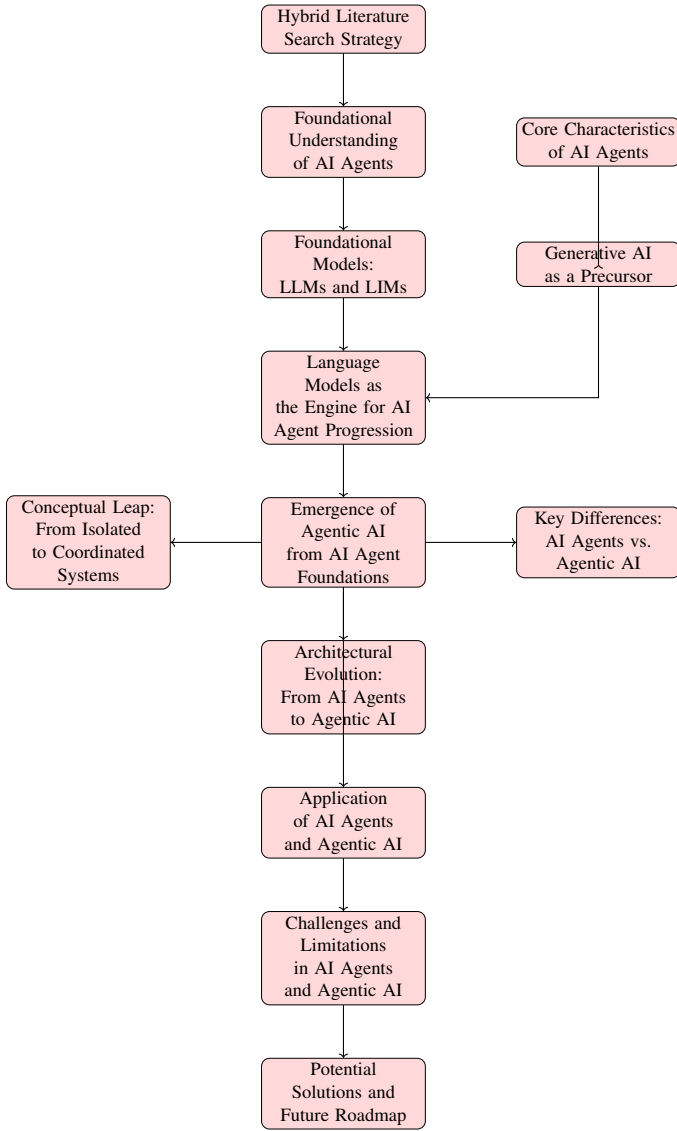 Hybrid Literature
Search Strategy
Foundational
Understanding
of AI Agents
Core Characteristics
of AI Agents
Foundational
Models:
LLMs and LIMs
Generative AI
as a Precursor
Language
Models as
the Engine for AI
Agent Progression
Conceptual Leap:
From Isolated
to Coordinated
Systems
Emergence of
Agentic AI
from AI Agent
Foundations
Key Differences:
AI Agents vs.
Agentic AI
Architectural
Evolution:
From AI Agents
to Agentic AI
Application
of AI Agents
and Agentic AI
Challenges and
Limitations
in AI Agents
and Agentic AI
Potential
Solutions and
Future Roadmap